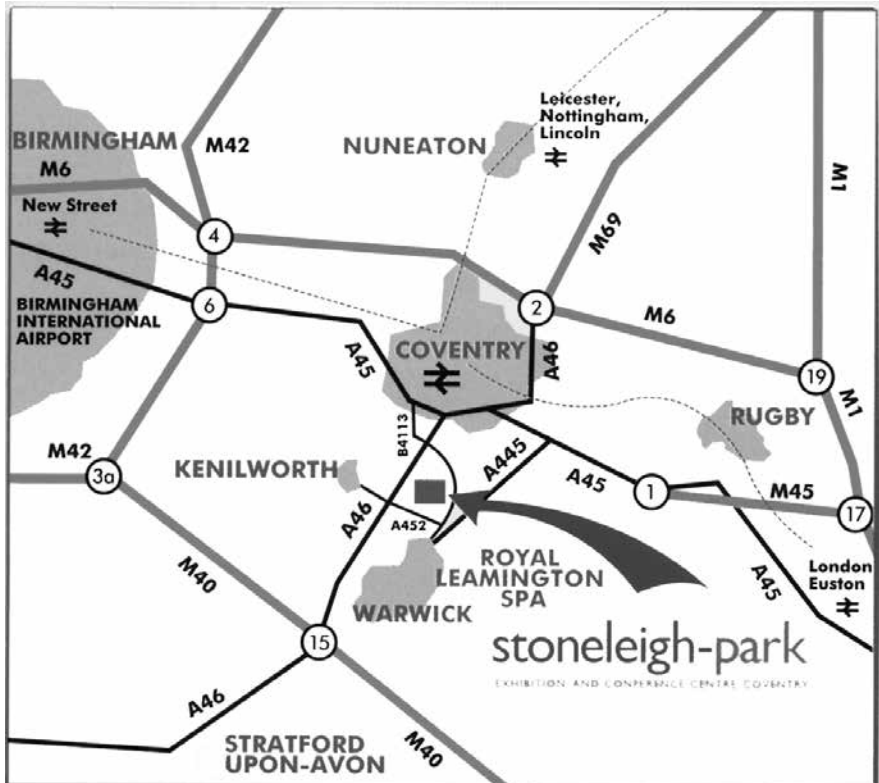 Leicester,
Nottingham,
Lincoln
BIRMINGHAM
M42
NUNEATON
M6
M1
New Street
4
M69
A45
6
2
M6
BIRMINGHAM
INTERNATIONAL
AIRPORT
A45
COVENTRY
A46
19
M1
RUGBY
B4113
M42
3a
KENILWORTH
A445
A45
1
M45
17
A46
A452
M40
ROYAL
LEAMINGTON
SPA
A45
London
Euston
WARWICK
15
stoneleigh-park
EXHIBITION AND CONFERENCE CENTRE, COVENTRY
A46
STRATFORD
UPON-AVON
M40